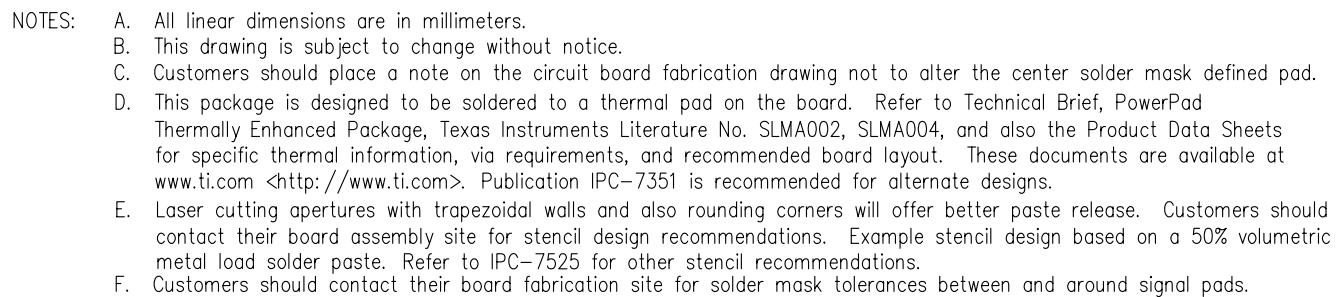 NOTES: A. All linear dimensions are in millimeters.
B. This drawing is subject to change without notice.
C. Customers should place a note on the circuit board fabrication drawing not to alter the center solder mask defined pad.
D. This package is designed to be soldered to a thermal pad on the board. Refer to Technical Brief, PowerPad
Thermally Enhanced Package, Texas Instruments Literature No. SLMA002, SLMA004, and also the Product Data Sheets
for specific thermal information, via requirements, and recommended board layout. These documents are available at
www.ti.com <http://www.ti.com>. Publication IPC-7351 is recommended for alternate designs.
E. Laser cutting apertures with trapezoidal walls and also rounding corners will offer better paste release. Customers should
contact their board assembly site for stencil design recommendations. Example stencil design based on a 50% volumetric
metal load solder paste. Refer to IPC-7525 for other stencil recommendations.
F. Customers should contact their board fabrication site for solder mask tolerances between and around signal pads.